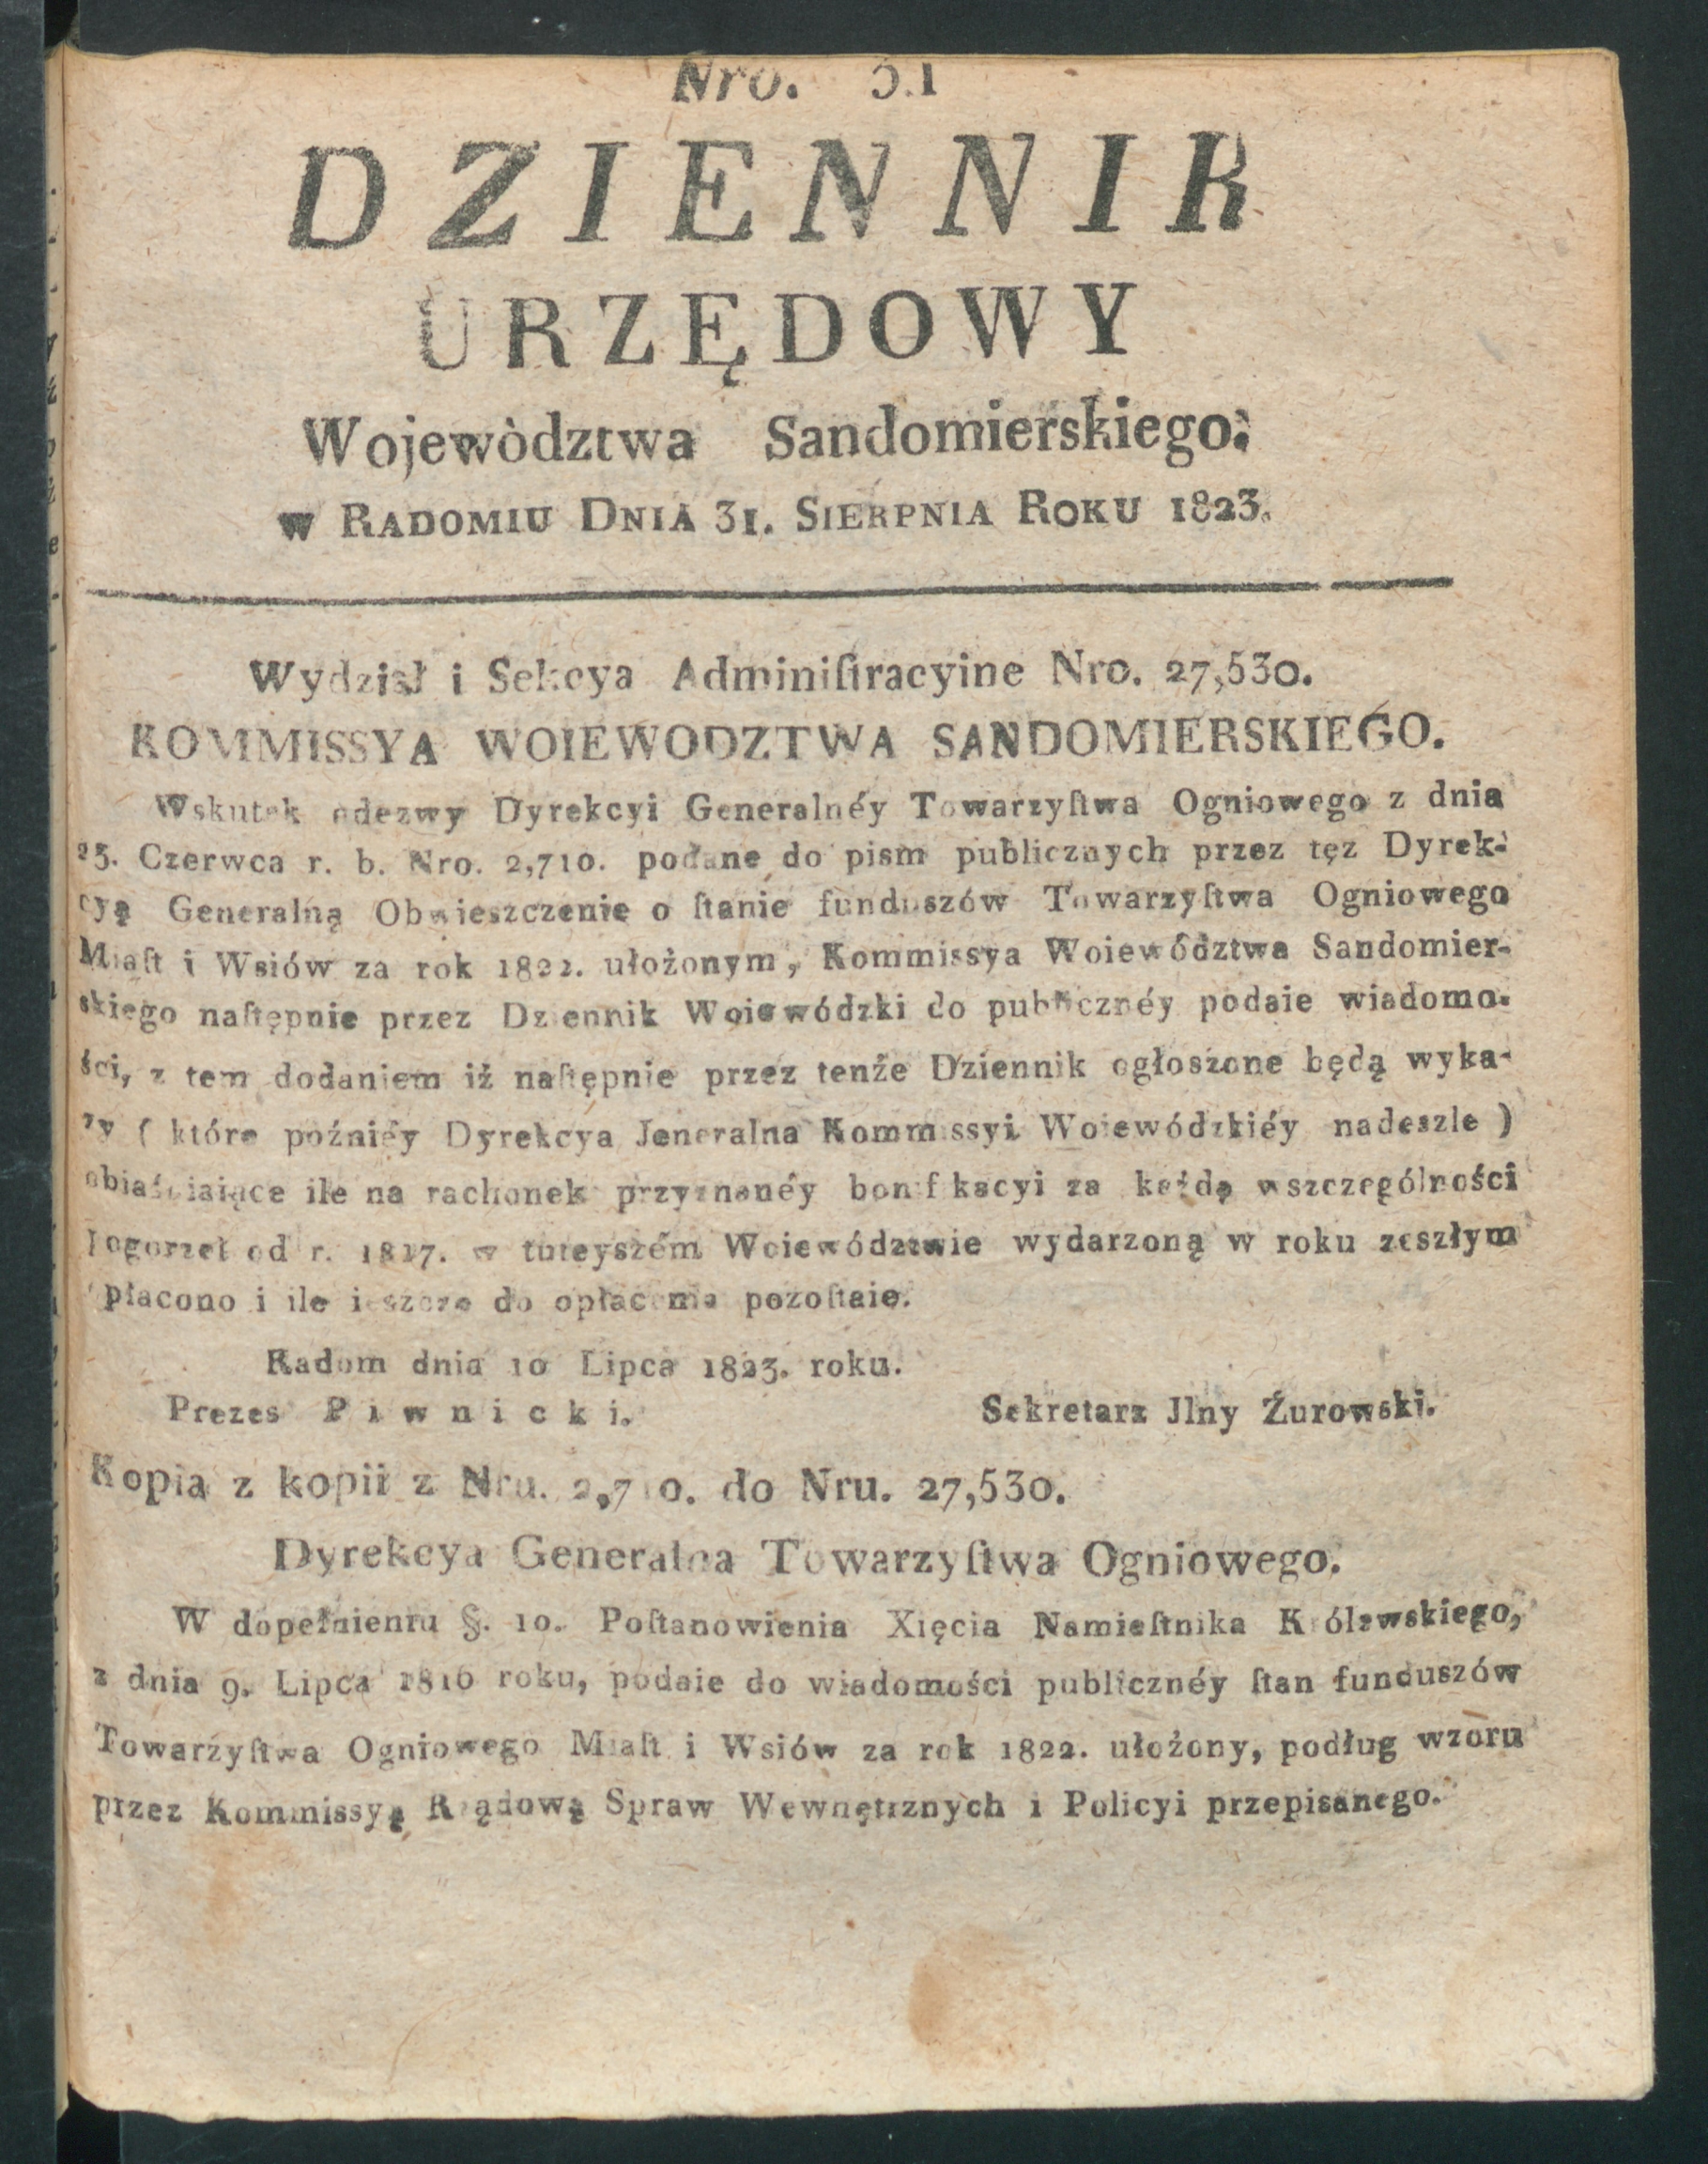 Nro. 31
DZIENNIK
URZĘDOWY
Wojewòdztwa Sandomierskiego.
w Radomiu Dnia 31. Sierpnia Roku 1823.
Wydział i Sekcya Adminiſtracyine Nro. 27,530.
KOMMISSYA WOIEWODZTWA SANDOMIERSKIEGO.
Wskutek odezwy Dyrekcyi Generalnéy Towarzyſtwa Ogniowego z dnia
25. Czerwca r. b. Nro. 2,710. podane do pism publicznych przez tęz Dyrek-
cyą Generalną Obwieszczenie o ſtanie funduszów Towarzyſtwa Ogniowego
Miaſt i Wsiów za rok 1822. ułożonym, Kommissya Woiewództwa Sandomier-
skiego naſtępnie przez Dziennik Woiewódzki do publicznéy podaie wiadomo-
ści, z tem dodaniem iż naſtępnie przez tenże Dziennik ogłoszone będą wyka-
zy ( które poźniéy Dyrekcya Jeneralna Kommissyi Woiewódzkiéy nadeszle )
obiaśniaiące ile na rachunek przyznanéy bonifikacyi za każdą wszczególności
pogorzel od r. 1817. w tuteyszém Woiewództwie wydarzoną w roku zeszłym
opłacono i ile ieszcze do opłacenia pozoſtaie.
Radom dnia 10 Lipca 1823. roku.
Prezes Piwnicki.
Sekretarz Jlny Żurowski.
Kopia z kopii z Nru. 2,710. do Nru. 27,530.
Dyrekcya Generalna Towarzyſtwa Ogniowego.
W dopełnieniu §. 10. Poſtanowienia Xięcia Namieſtnika Królewskiego,
z dnia 9. Lipca 1816 roku, podaie do wiadomości publicznéy ſtan funduszów
Towarzyſtwa Ogniowego Miaſt i Wsiów za rok 1822. ułożony, podług wzoru
przez Kommissyą Rządową Spraw Wewnętrznych i Policyi przepisanego.